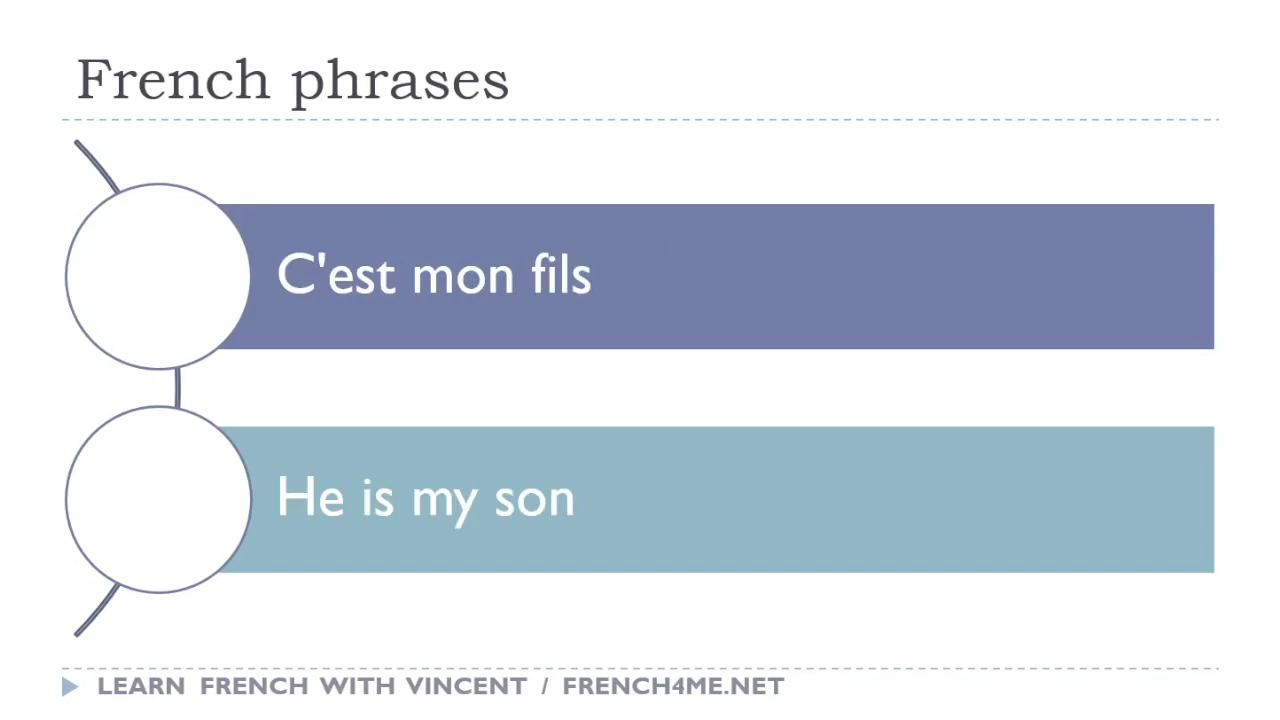 French phrases
C'est mon fils
He is my son
LEARN FRENCH WITH VINCENT / FRENCH4ME.NET